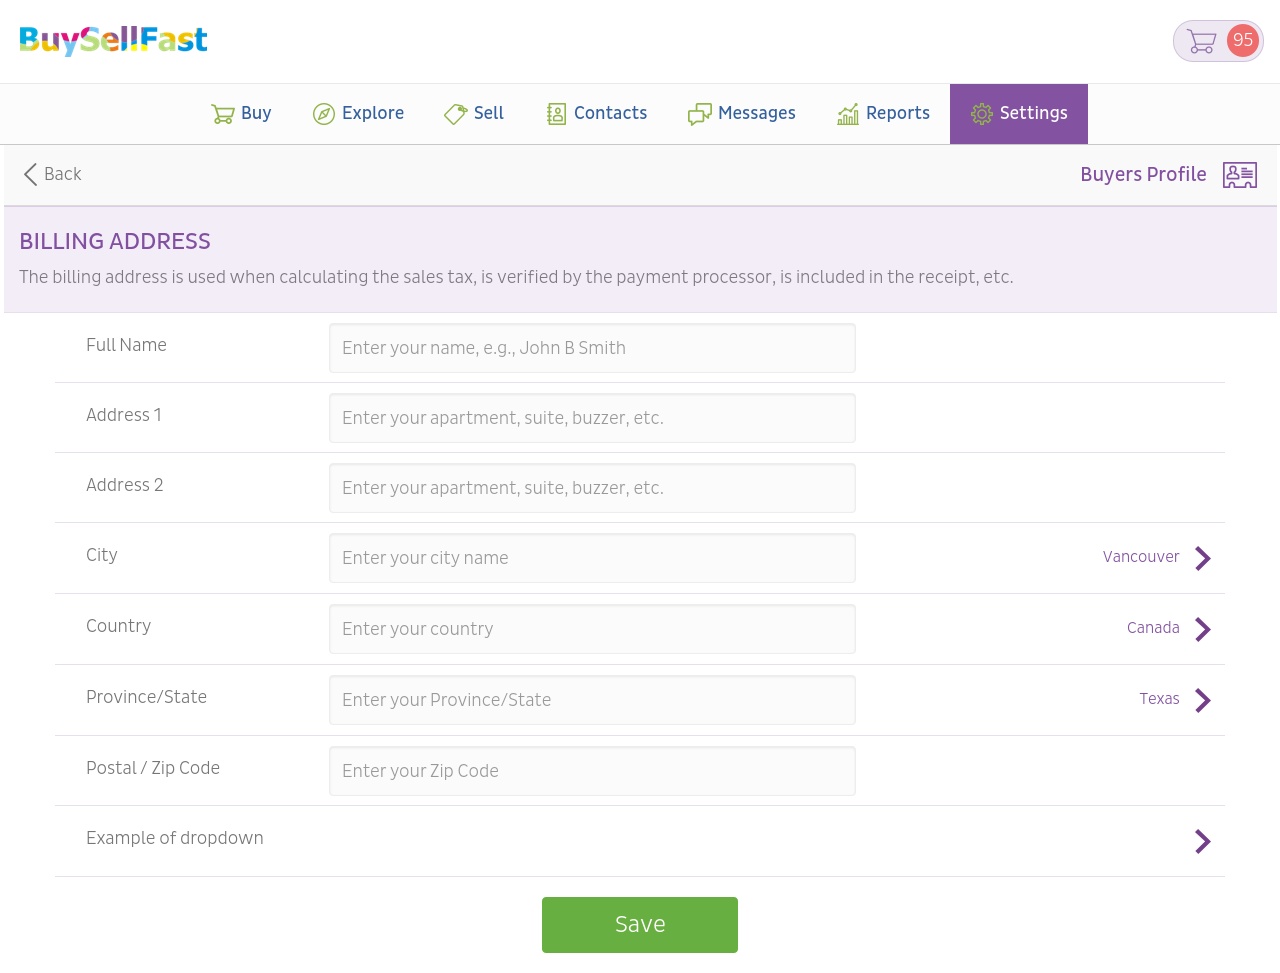 BuySellFast
95
Buy Explore Sell Contacts Messages Reports Settings
Back
Buyers Profile
BILLING ADDRESS
The billing address is used when calculating the sales tax, is verified by the payment processor, is included in the receipt, etc.
Full Name Enter your name, e.g., John B Smith
Address 1 Enter your apartment, suite, buzzer, etc.
Address 2 Enter your apartment, suite, buzzer, etc.
City Enter your city name Vancouver
Country Enter your country Canada
Province/State Enter your Province/State Texas
Postal / Zip Code Enter your Zip Code
Example of dropdown
Save